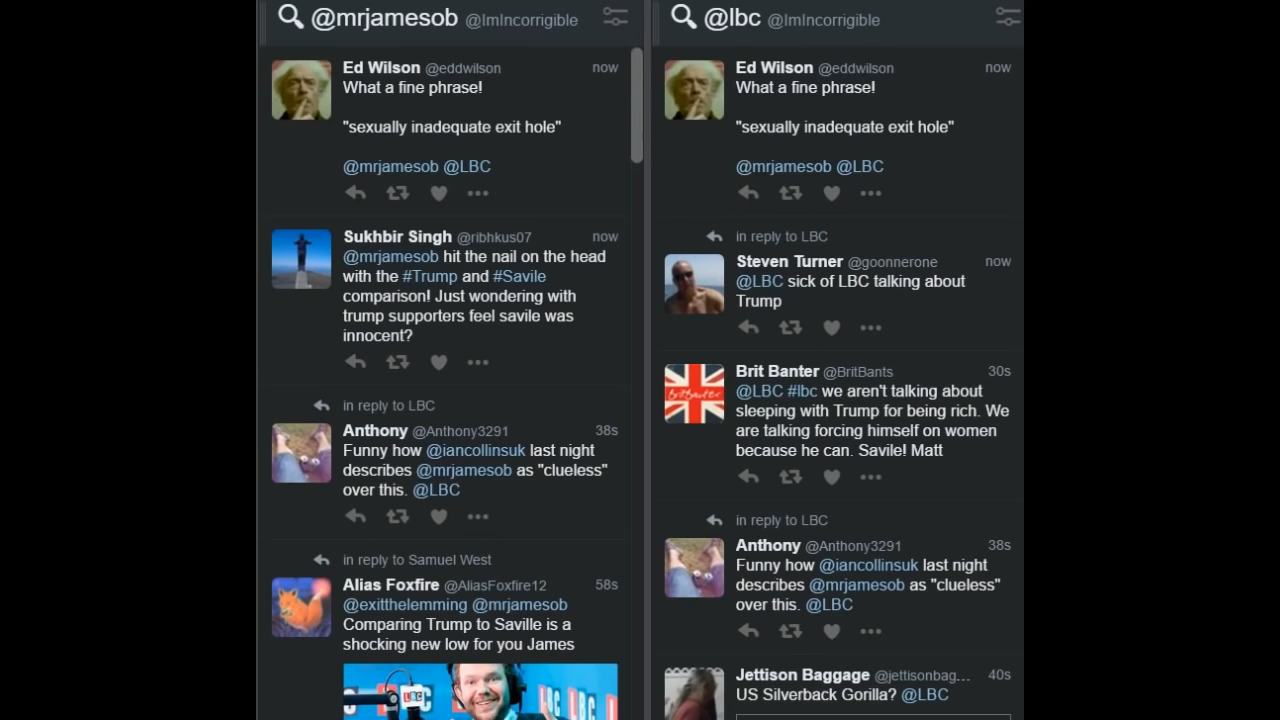 @mrjamesob @ImIncorrigible
Ed Wilson @eddwilson now
What a fine phrase!
"sexually inadequate exit hole"
@mrjamesob @LBC
Sukhbir Singh @ribhkus07 now
@mrjamesob hit the nail on the head
with the #Trump and #Savile
comparison! Just wondering with
trump supporters feel savile was
innocent?
in reply to LBC
Anthony @Anthony3291 38s
Funny how @iancollinsuk last night
describes @mrjamesob as "clueless"
over this. @LBC
in reply to Samuel West
Alias Foxfire @AliasFoxfire12 58s
@exitthelemming @mrjamesob
Comparing Trump to Saville is a
shocking new low for you James
LBC
@lbc @ImIncorrigible
Ed Wilson @eddwilson now
What a fine phrase!
"sexually inadequate exit hole"
@mrjamesob @LBC
in reply to LBC
Steven Turner @goonnerone now
@LBC sick of LBC talking about
Trump
Brit Banter @BritBants 30s
BritBanter
@LBC #lbc we aren't talking about
sleeping with Trump for being rich. We
are talking forcing himself on women
because he can. Savile! Matt
in reply to LBC
Anthony @Anthony3291 38s
Funny how @iancollinsuk last night
describes @mrjamesob as "clueless"
over this. @LBC
Jettison Baggage @jettisonbag... 40s
US Silverback Gorilla? @LBC